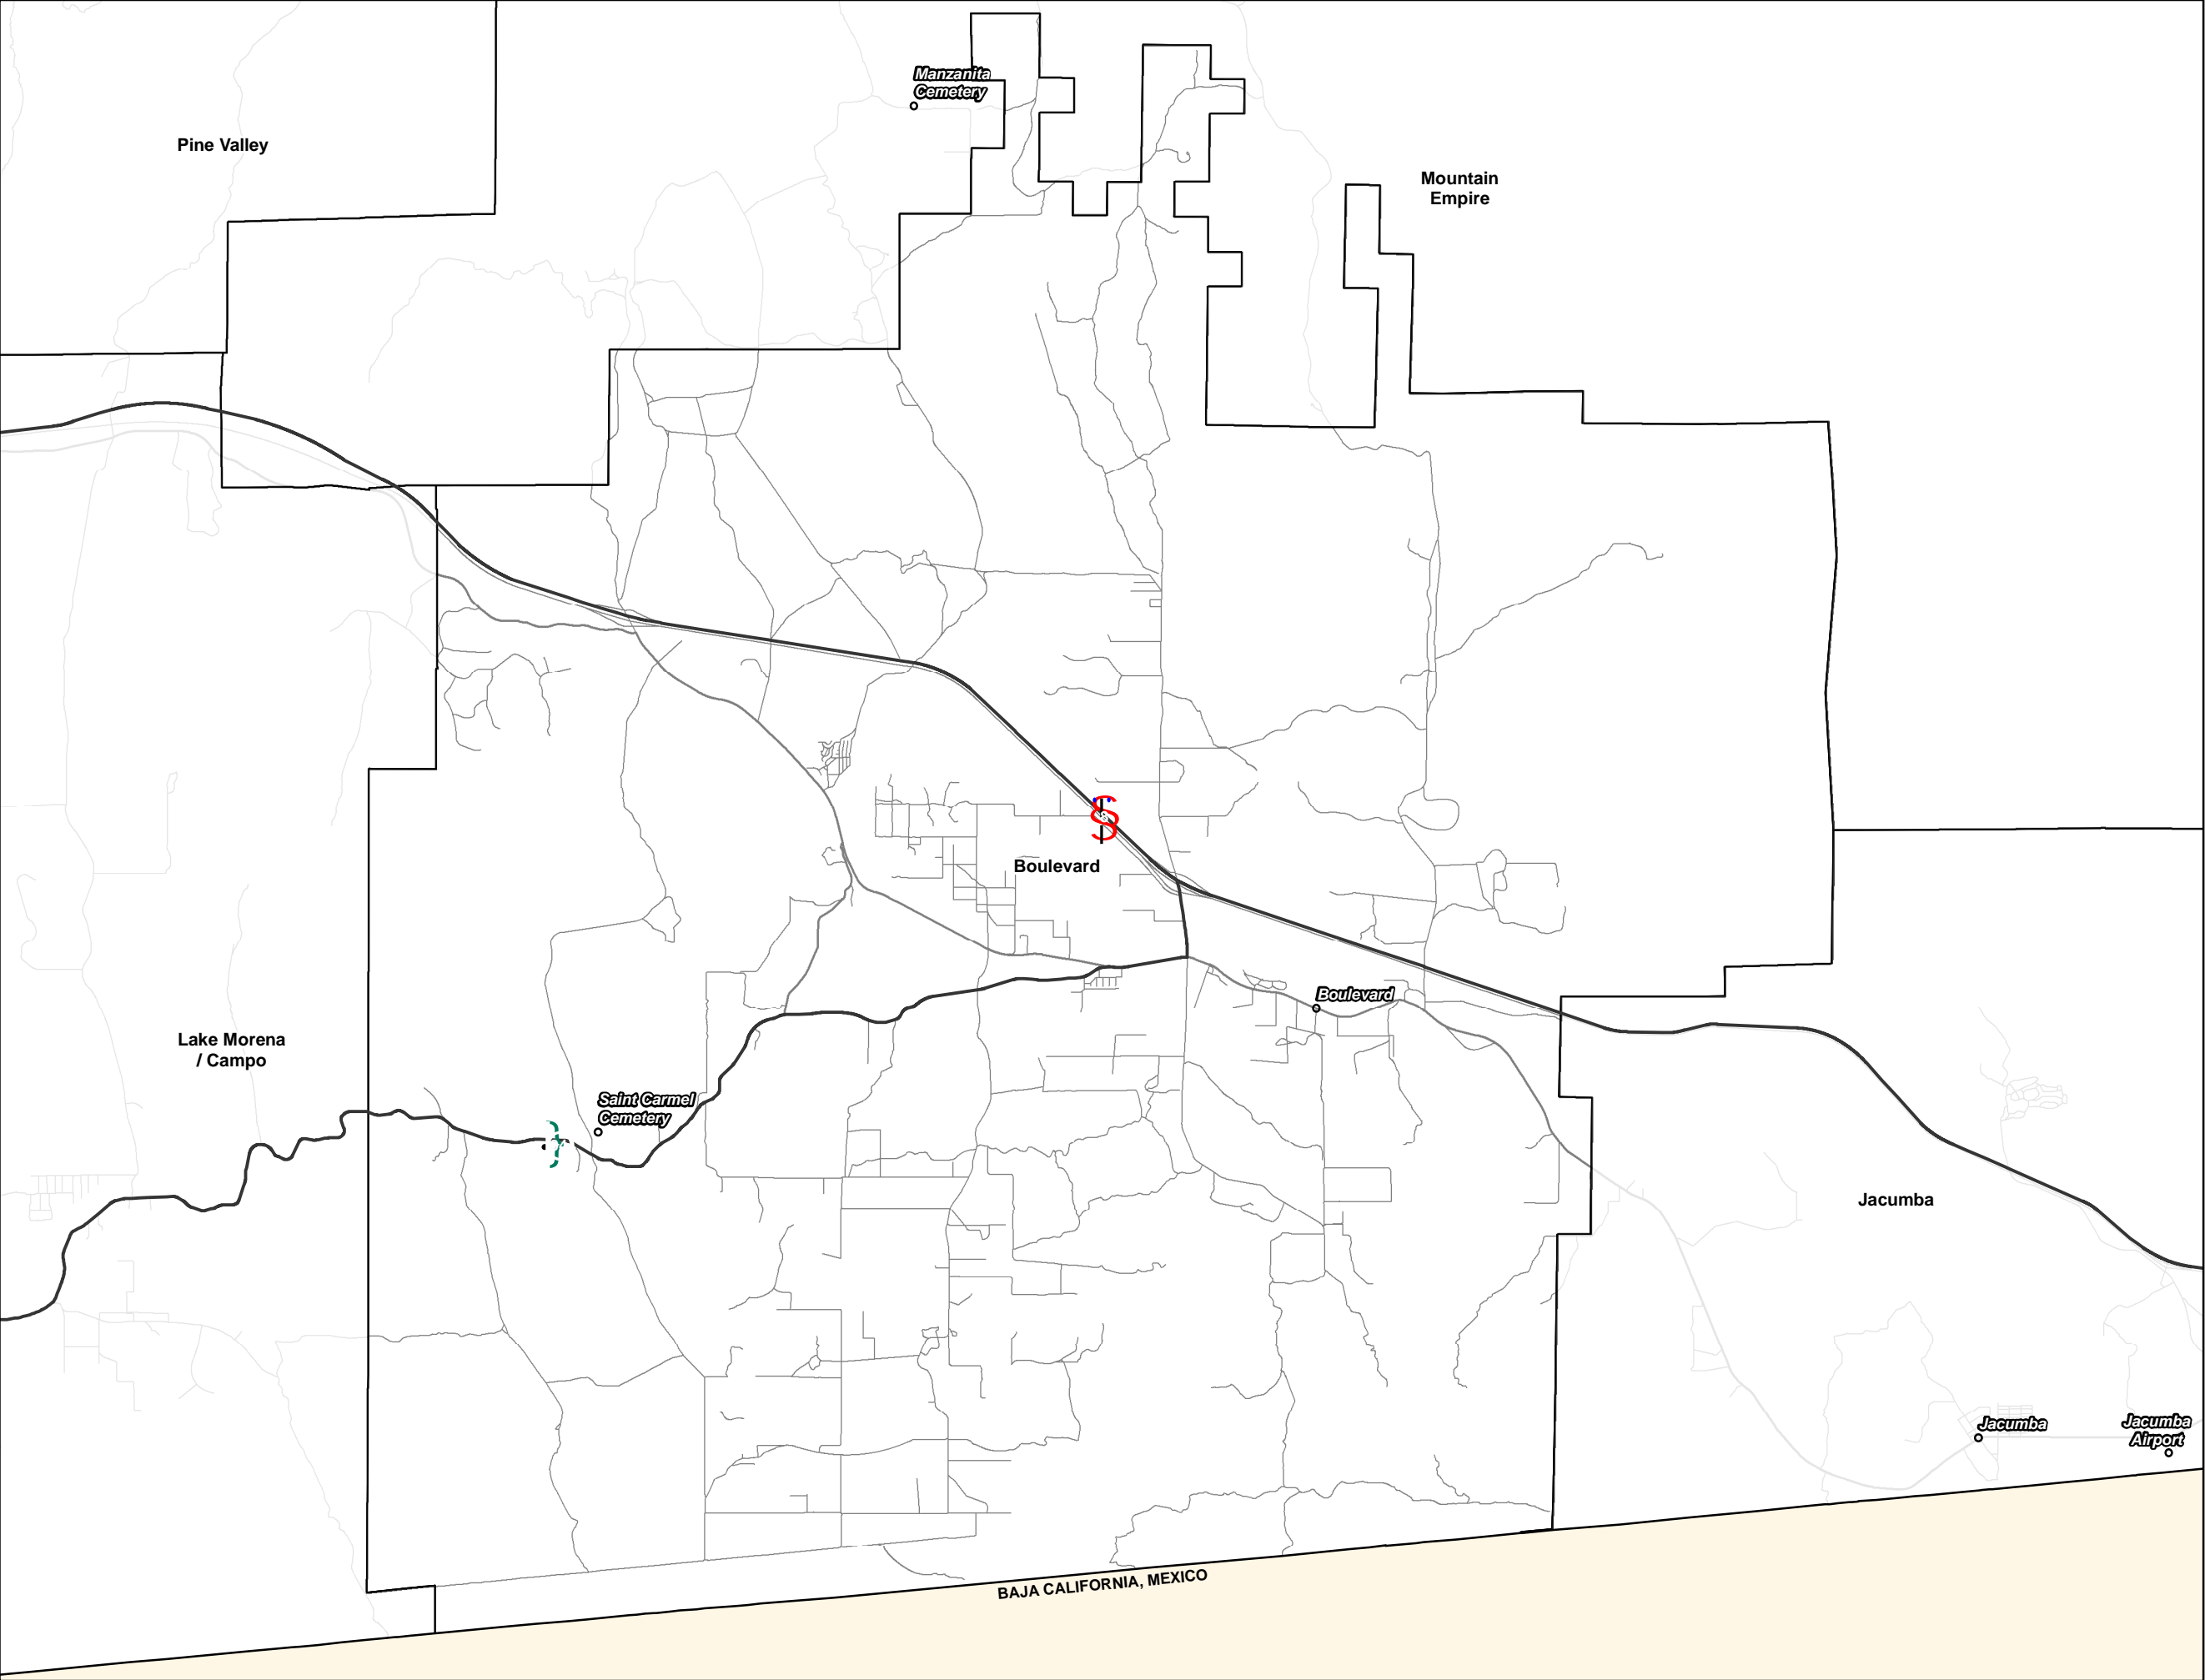 Manzanita
Cemetery
Pine Valley
Mountain
Empire
Boulevard
Boulevard
Lake Morena
/ Campo
Saint Carmel
Cemetery
Jacumba
Jacumba
Jacumba
Airport
BAJA CALIFORNIA, MEXICO